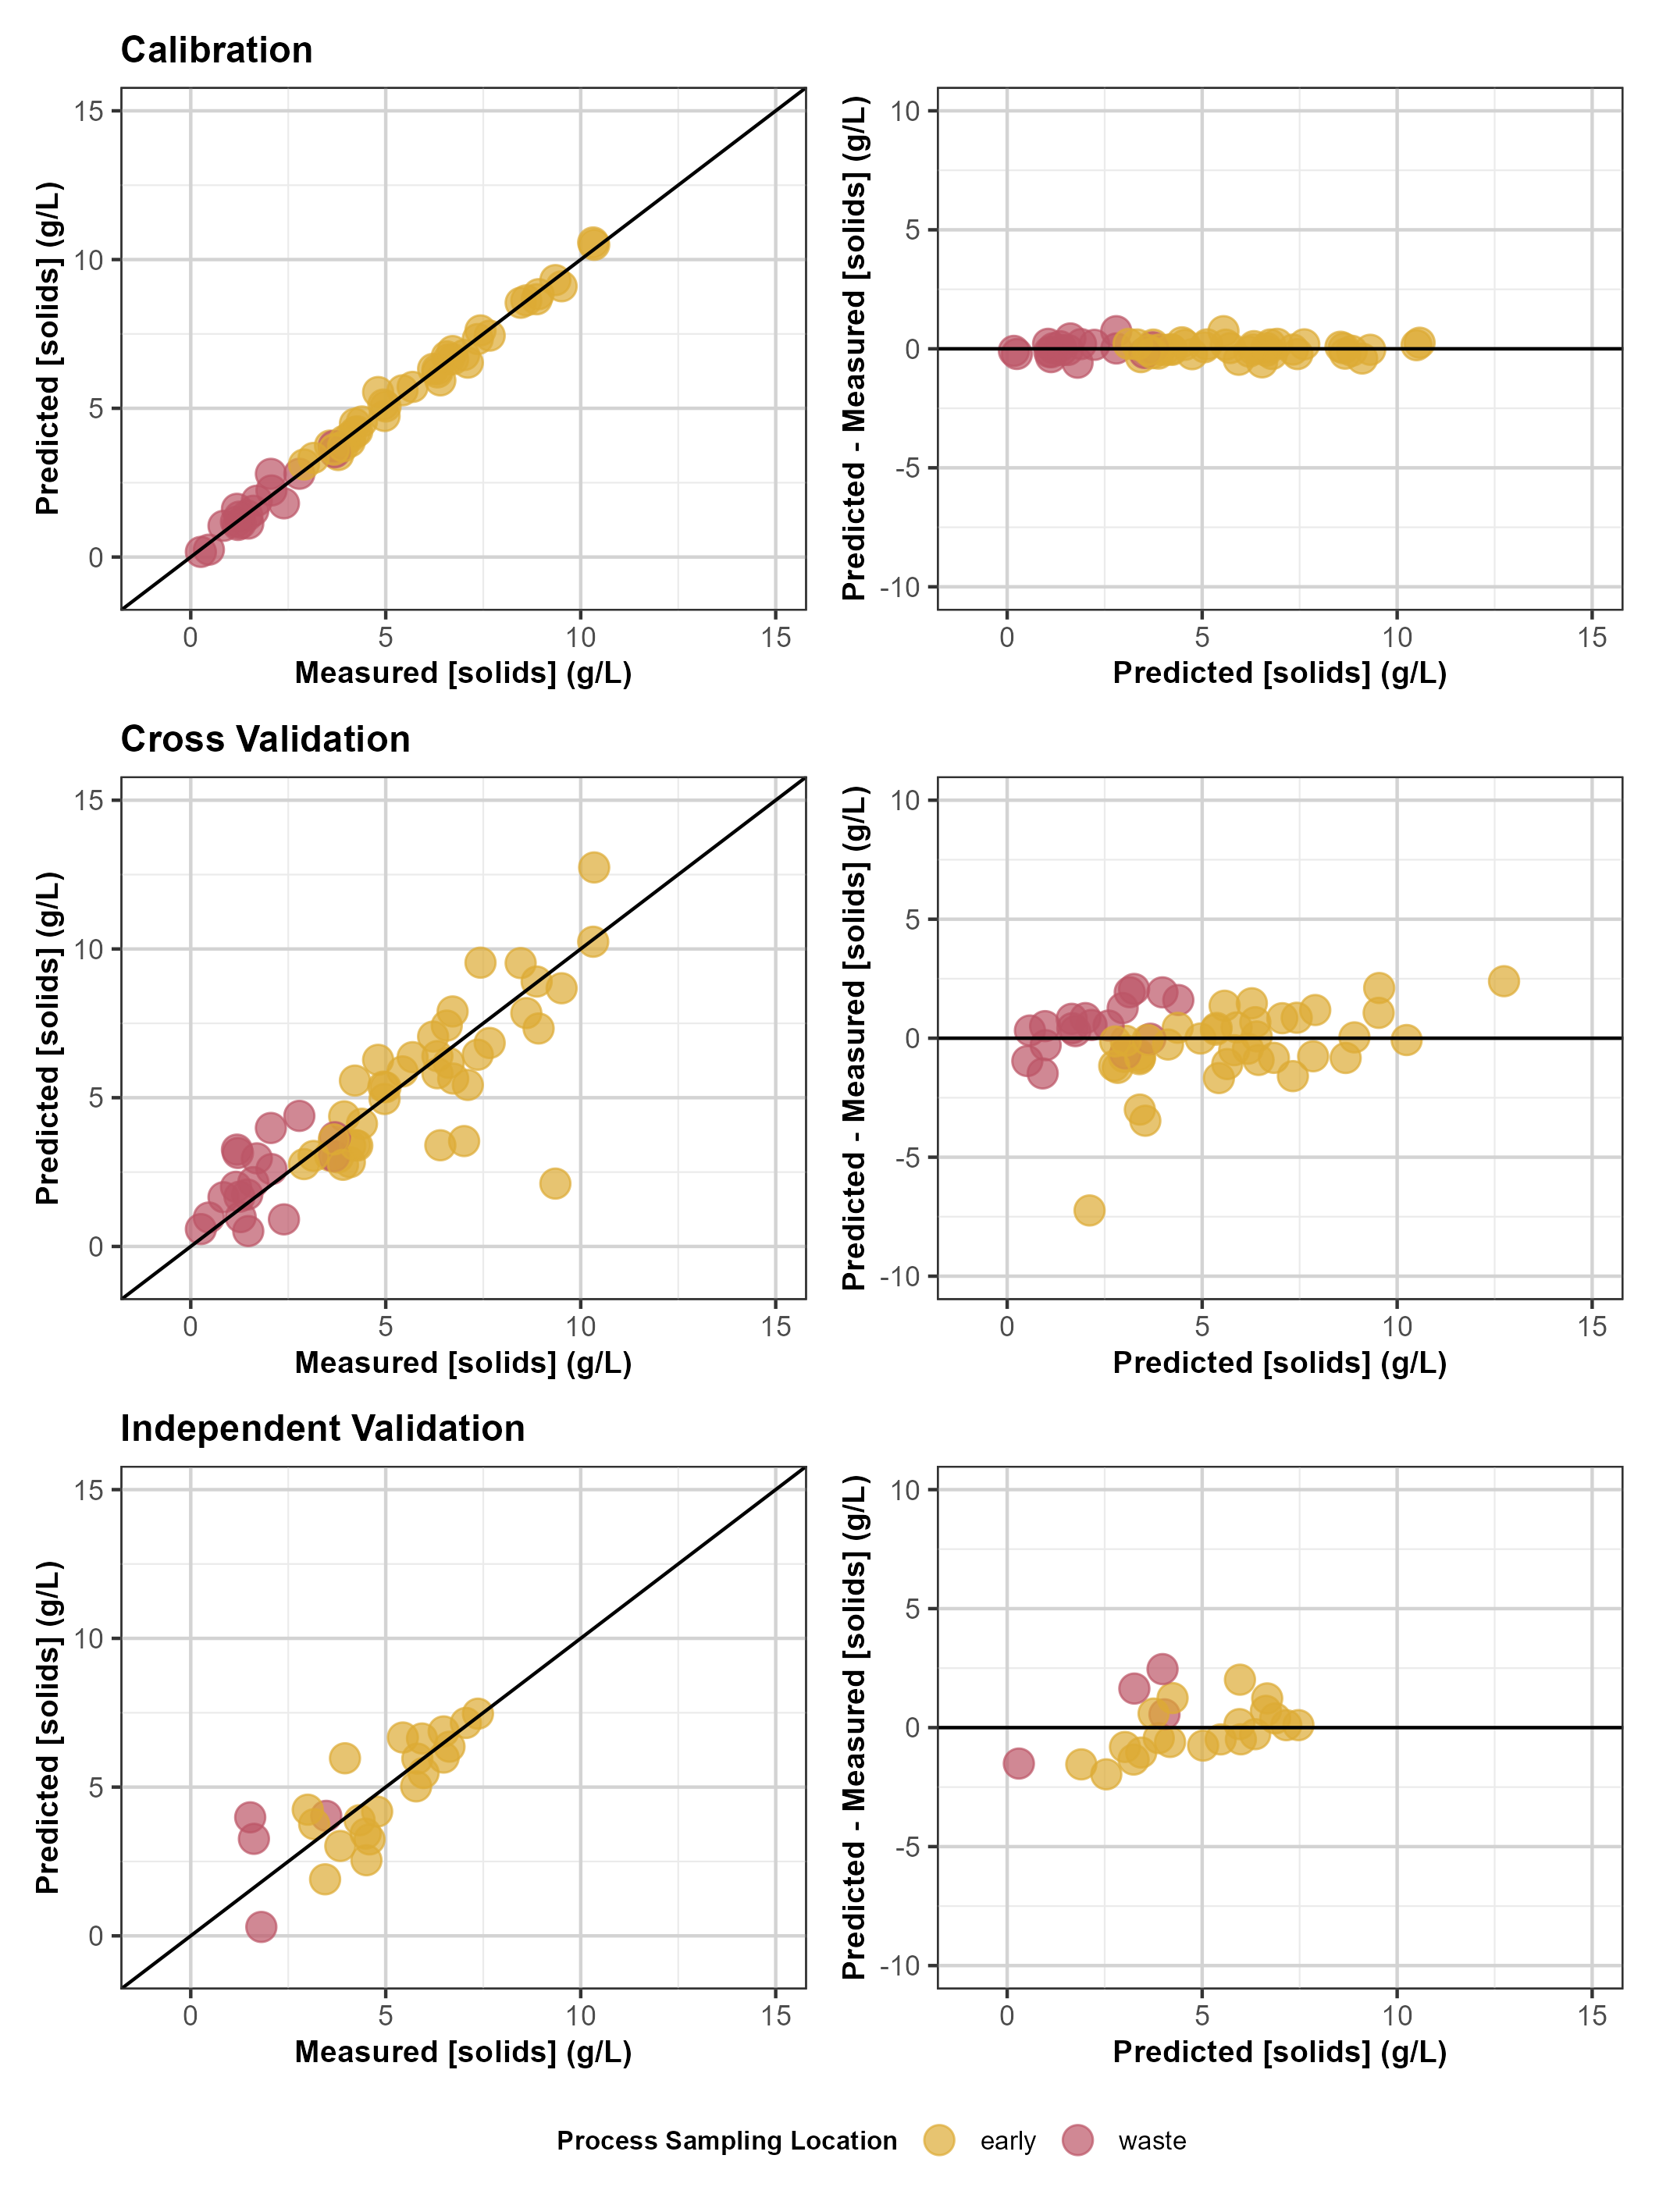 Calibration
Predicted [solids] (g/L)
15
10
5
0
0 5 10 15
Measured [solids] (g/L)
Predicted - Measured [solids] (g/L)
10
5
0
-5
-10
0 5 10 15
Predicted [solids] (g/L)
Cross Validation
Predicted [solids] (g/L)
15
10
5
0
0 5 10 15
Measured [solids] (g/L)
Predicted - Measured [solids] (g/L)
10
5
0
-5
-10
0 5 10 15
Predicted [solids] (g/L)
Independent Validation
Predicted [solids] (g/L)
15
10
5
0
0 5 10 15
Measured [solids] (g/L)
Predicted - Measured [solids] (g/L)
10
5
0
-5
-10
0 5 10 15
Predicted [solids] (g/L)
Process Sampling Location early waste